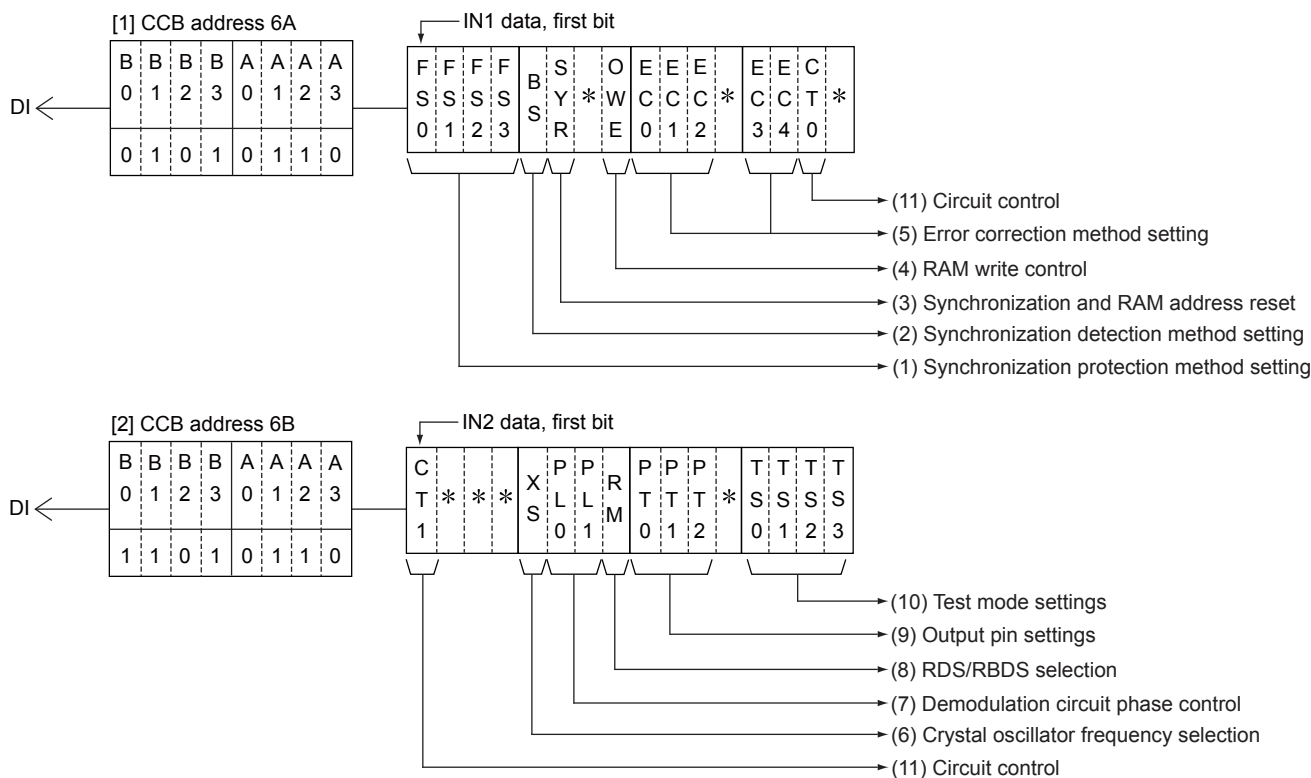 [1] CCB address 6A
IN1 data, first bit
DI
B0 B1 B2 B3 A0 A1 A2 A3
0 1 0 1 0 1 1 0
FS0 FS1 FS2 FS3 BS SYR * OWE EC0 EC1 EC2 * EC3 EC4 CT0 *
(11) Circuit control
(5) Error correction method setting
(4) RAM write control
(3) Synchronization and RAM address reset
(2) Synchronization detection method setting
(1) Synchronization protection method setting
[2] CCB address 6B
IN2 data, first bit
DI
B0 B1 B2 B3 A0 A1 A2 A3
1 1 0 1 0 1 1 0
CT1 * * * XS PL0 PL1 RM PT0 PT1 PT2 * TS0 TS1 TS2 TS3
(10) Test mode settings
(9) Output pin settings
(8) RDS/RBDS selection
(7) Demodulation circuit phase control
(6) Crystal oscillator frequency selection
(11) Circuit control